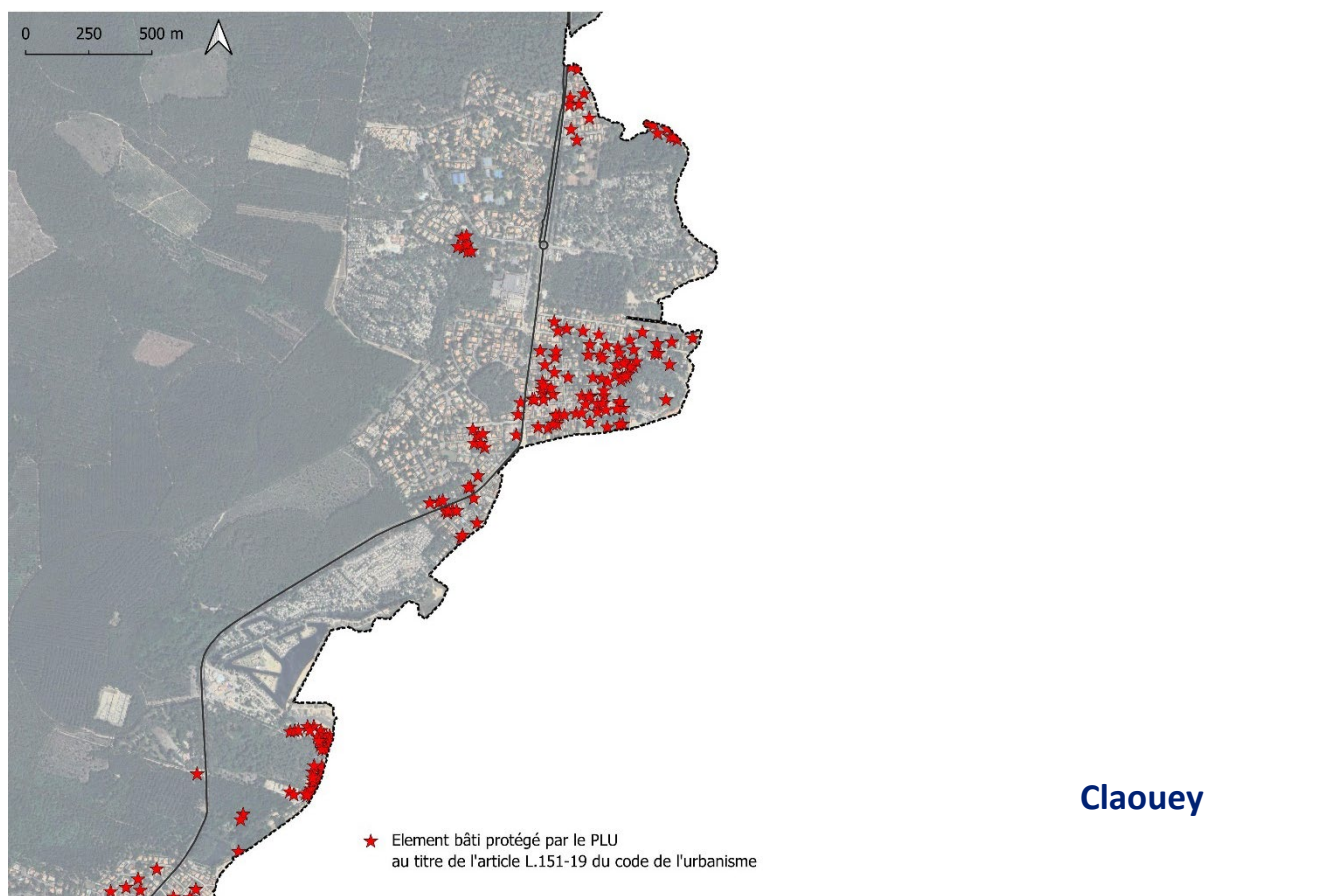 0 250 500 m
Claouey
Element bâti protégé par le PLU
au titre de l'article L.151-19 du code de l'urbanisme